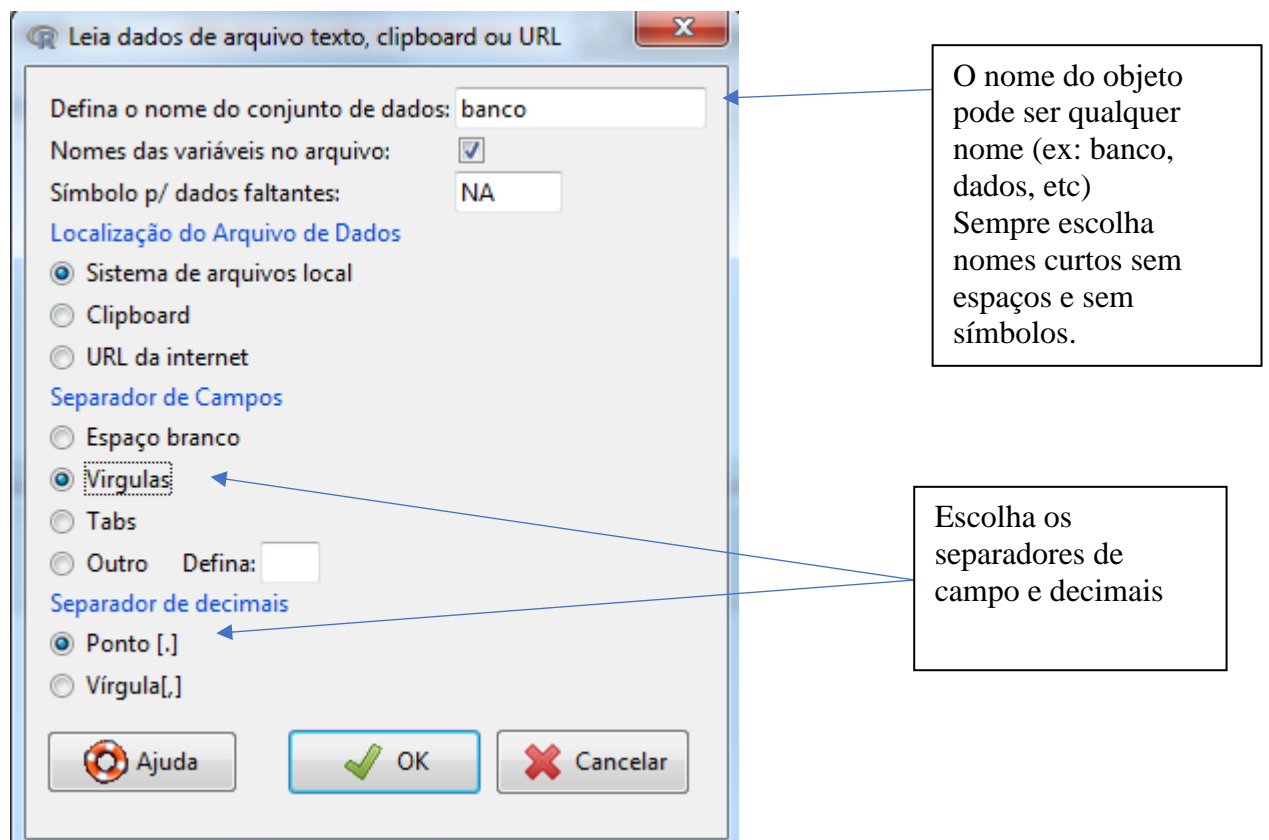 Leia dados de arquivo texto, clipboard ou URL
Defina o nome do conjunto de dados: banco
Nomes das variáveis no arquivo:
Símbolo p/ dados faltantes: NA
Localização do Arquivo de Dados
Sistema de arquivos local
Clipboard
URL da internet
Separador de Campos
Espaço branco
Virgulas
Tabs
Outro Defina:
Separador de decimais
Ponto [.]
Vírgula[,]
Ajuda OK Cancelar
O nome do objeto
pode ser qualquer
nome (ex: banco,
dados, etc)
Sempre escolha
nomes curtos sem
espaços e sem
símbolos.
Escolha os
separadores de
campo e decimais